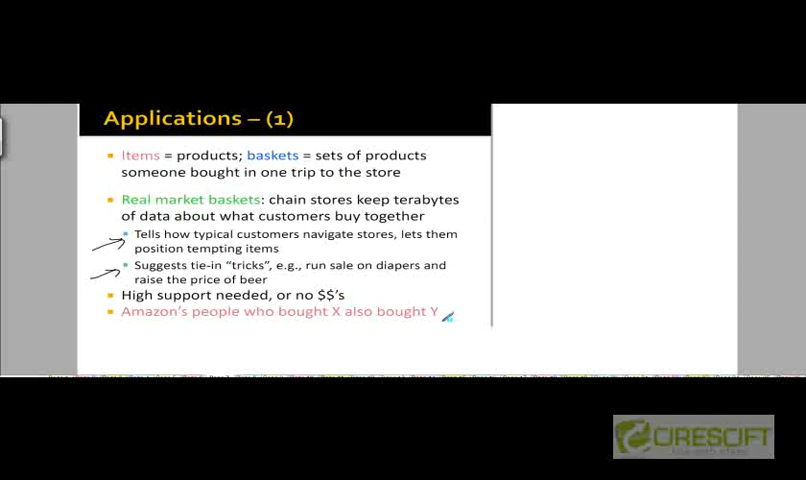 Applications – (1)
Items = products; baskets = sets of products
someone bought in one trip to the store
Real market baskets: chain stores keep terabytes
of data about what customers buy together
Tells how typical customers navigate stores, lets them
position tempting items
Suggests tie-in “tricks”, e.g., run sale on diapers and
raise the price of beer
High support needed, or no $$’s
Amazon’s people who bought X also bought Y